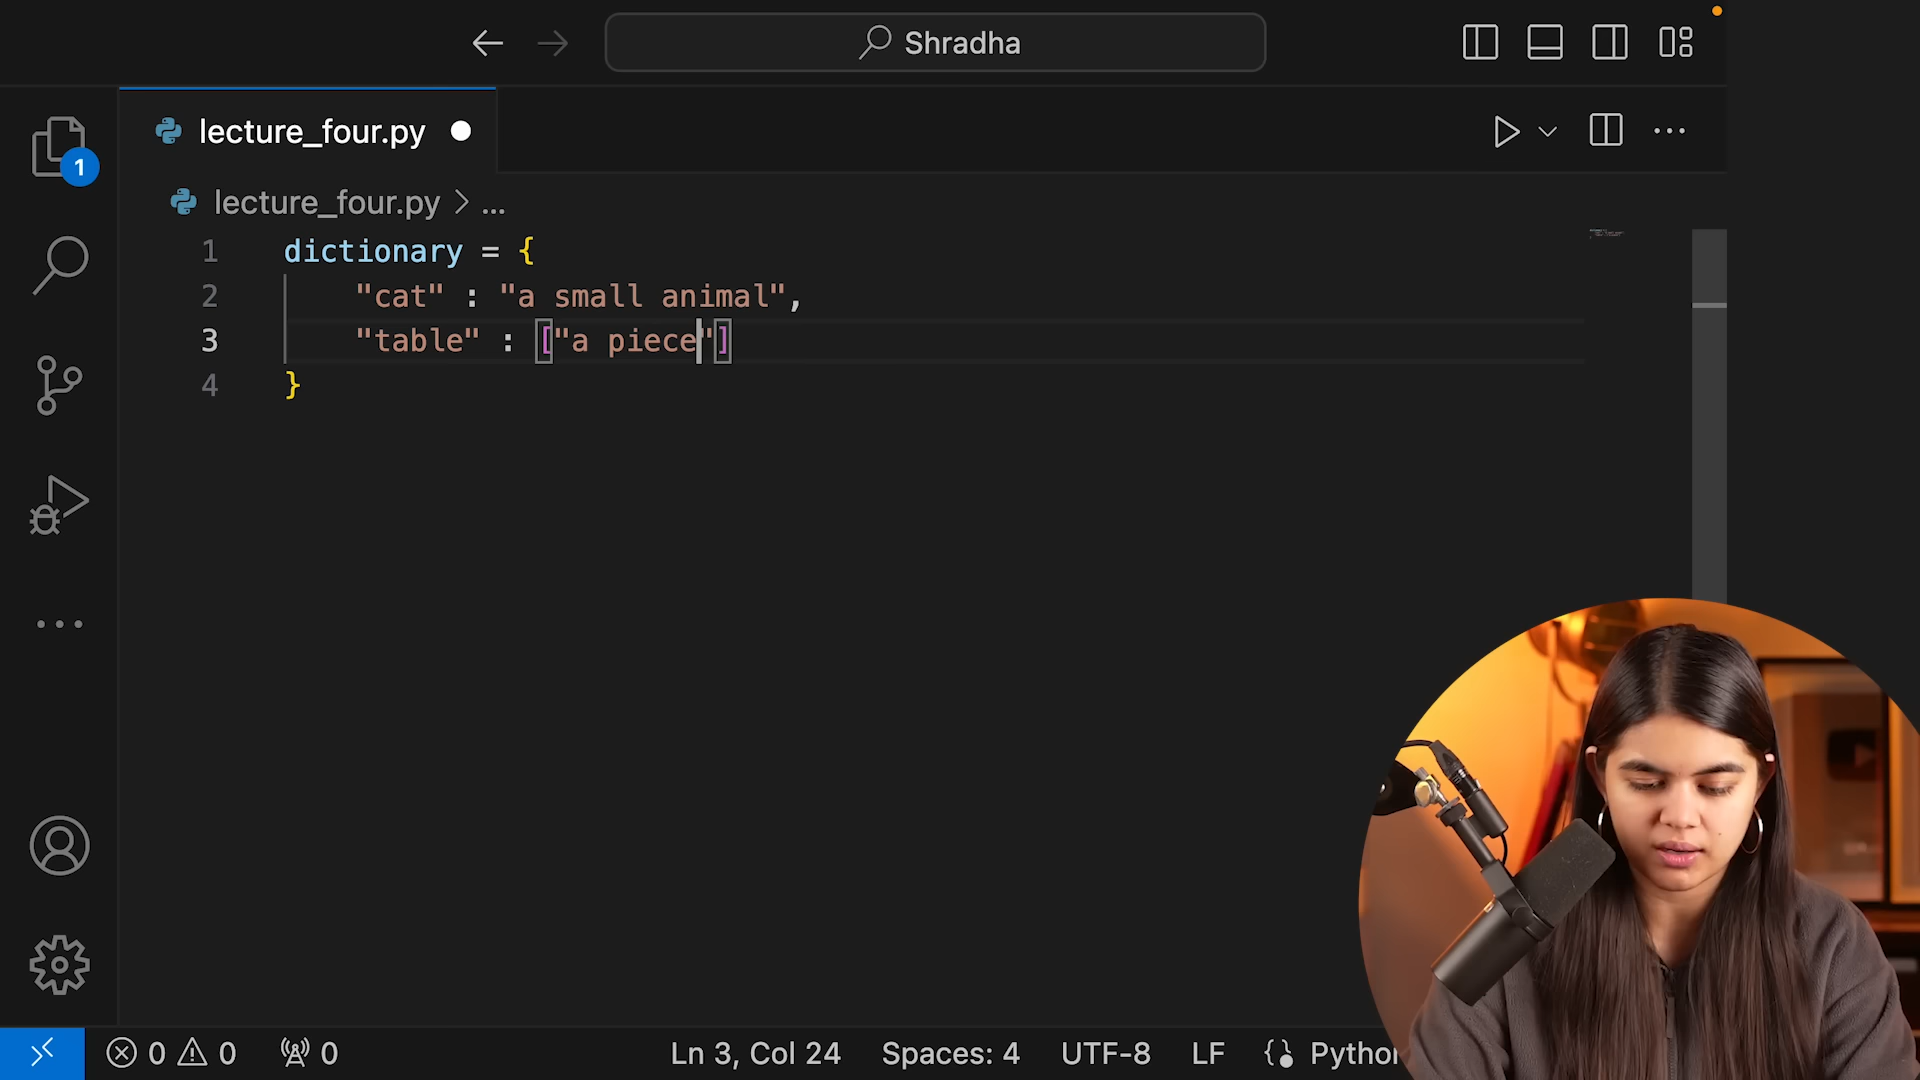 Shradha
lecture_four.py
1
lecture_four.py > ...
1 dictionary = {
2 "cat" : "a small animal",
3 "table" : ["a piece"]
4 }
0 0 0 Ln 3, Col 24 Spaces: 4 UTF-8 LF